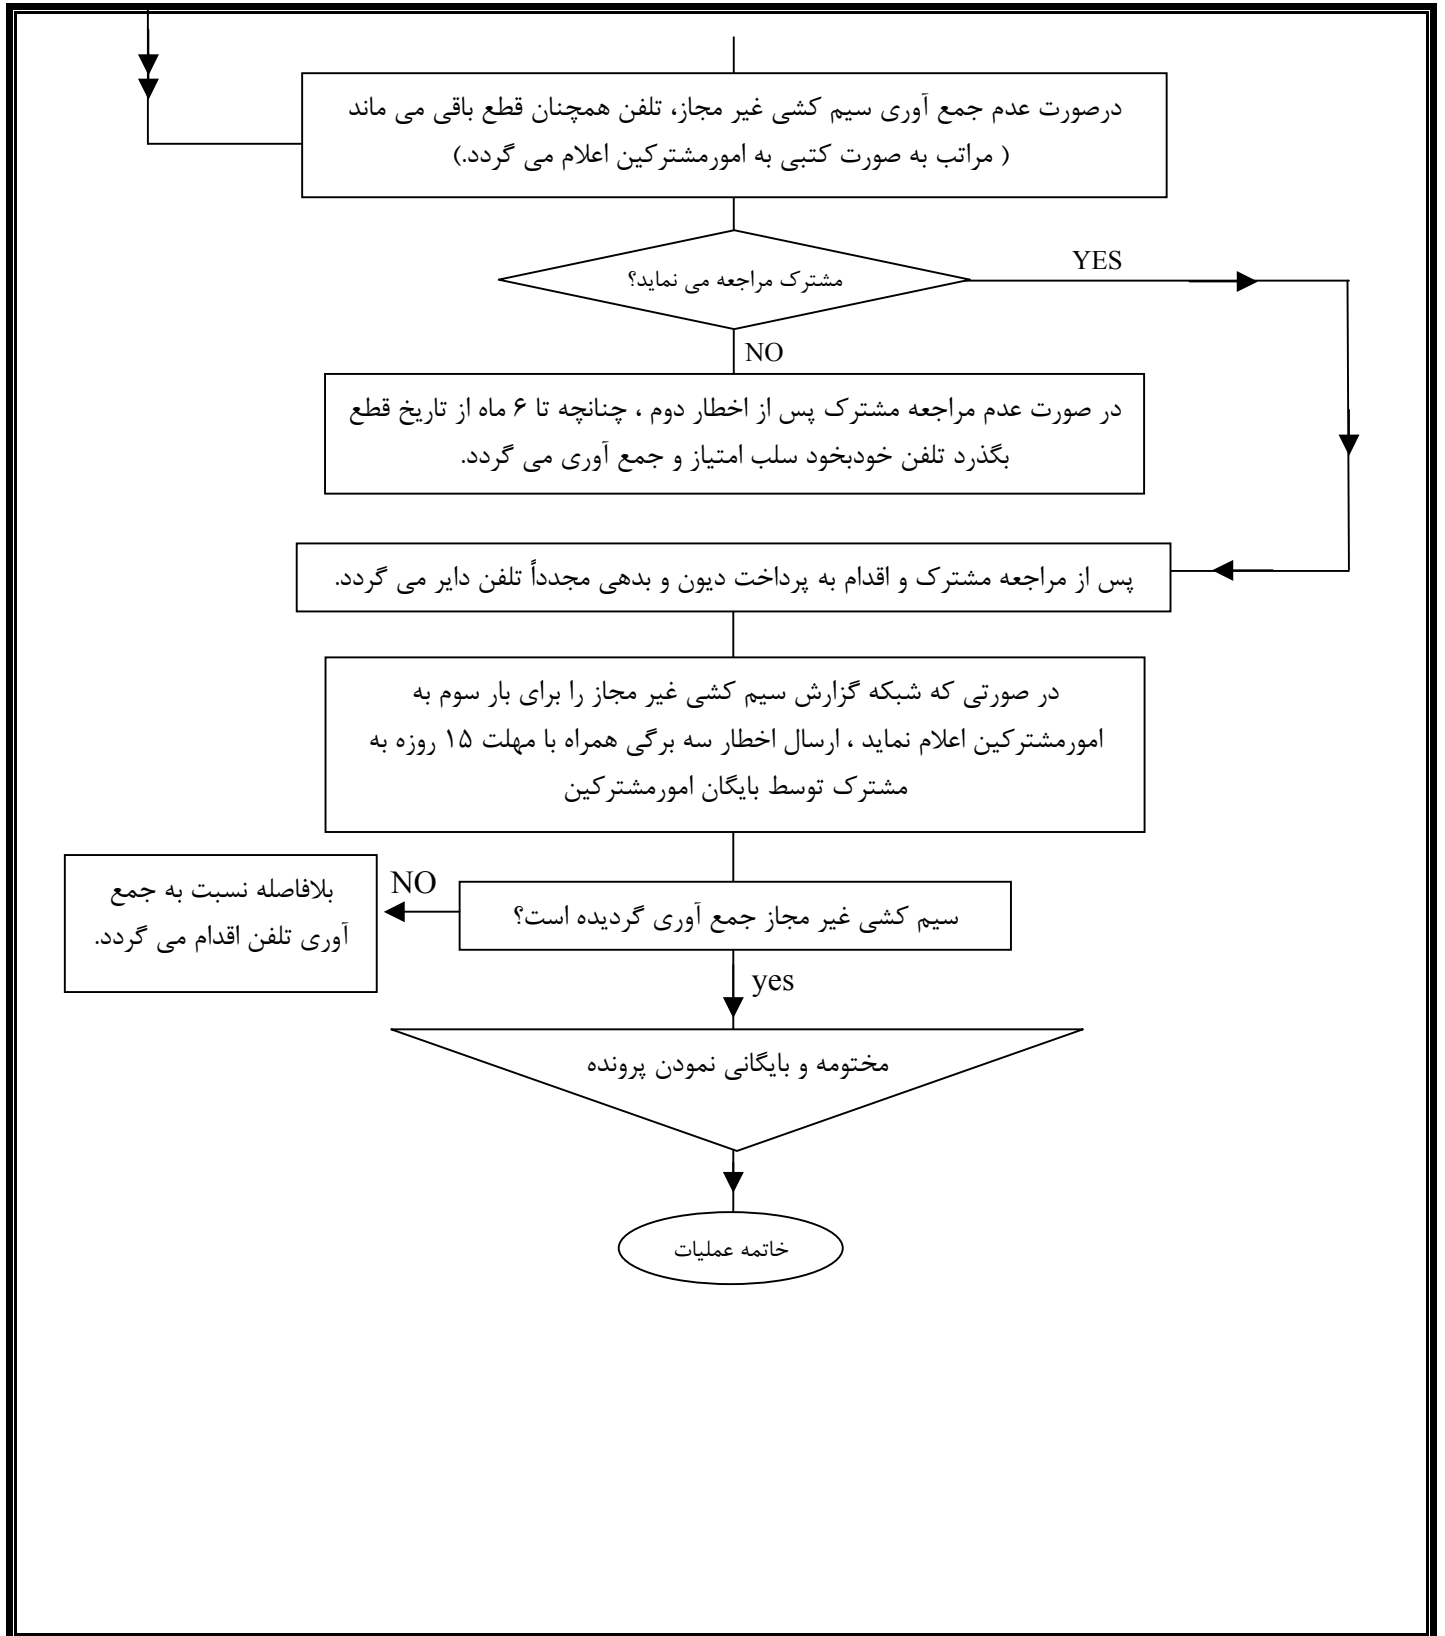 درصورت عدم جمع آوری سیم کشی غیر مجاز، تلفن همچنان قطع باقی می ماند
( مراتب به صورت کتبی به امورمشترکین اعلام می گردد.)
مشترک مراجعه می نماید؟
YES
NO
در صورت عدم مراجعه مشترک پس از اخطار دوم ، چنانچه تا ۶ ماه از تاریخ قطع
بگذرد تلفن خودبخود سلب امتیاز و جمع آوری می گردد.
پس از مراجعه مشترک و اقدام به پرداخت دیون و بدهی مجدداً تلفن دایر می گردد.
در صورتی که شبکه گزارش سیم کشی غیر مجاز را برای بار سوم به
امورمشترکین اعلام نماید ، ارسال اخطار سه برگی همراه با مهلت ۱۵ روزه به
مشترک توسط بایگان امورمشترکین
سیم کشی غیر مجاز جمع آوری گردیده است؟
NO
بلافاصله نسبت به جمع
آوری تلفن اقدام می گردد.
yes
مختومه و بایگانی نمودن پرونده
خاتمه عملیات